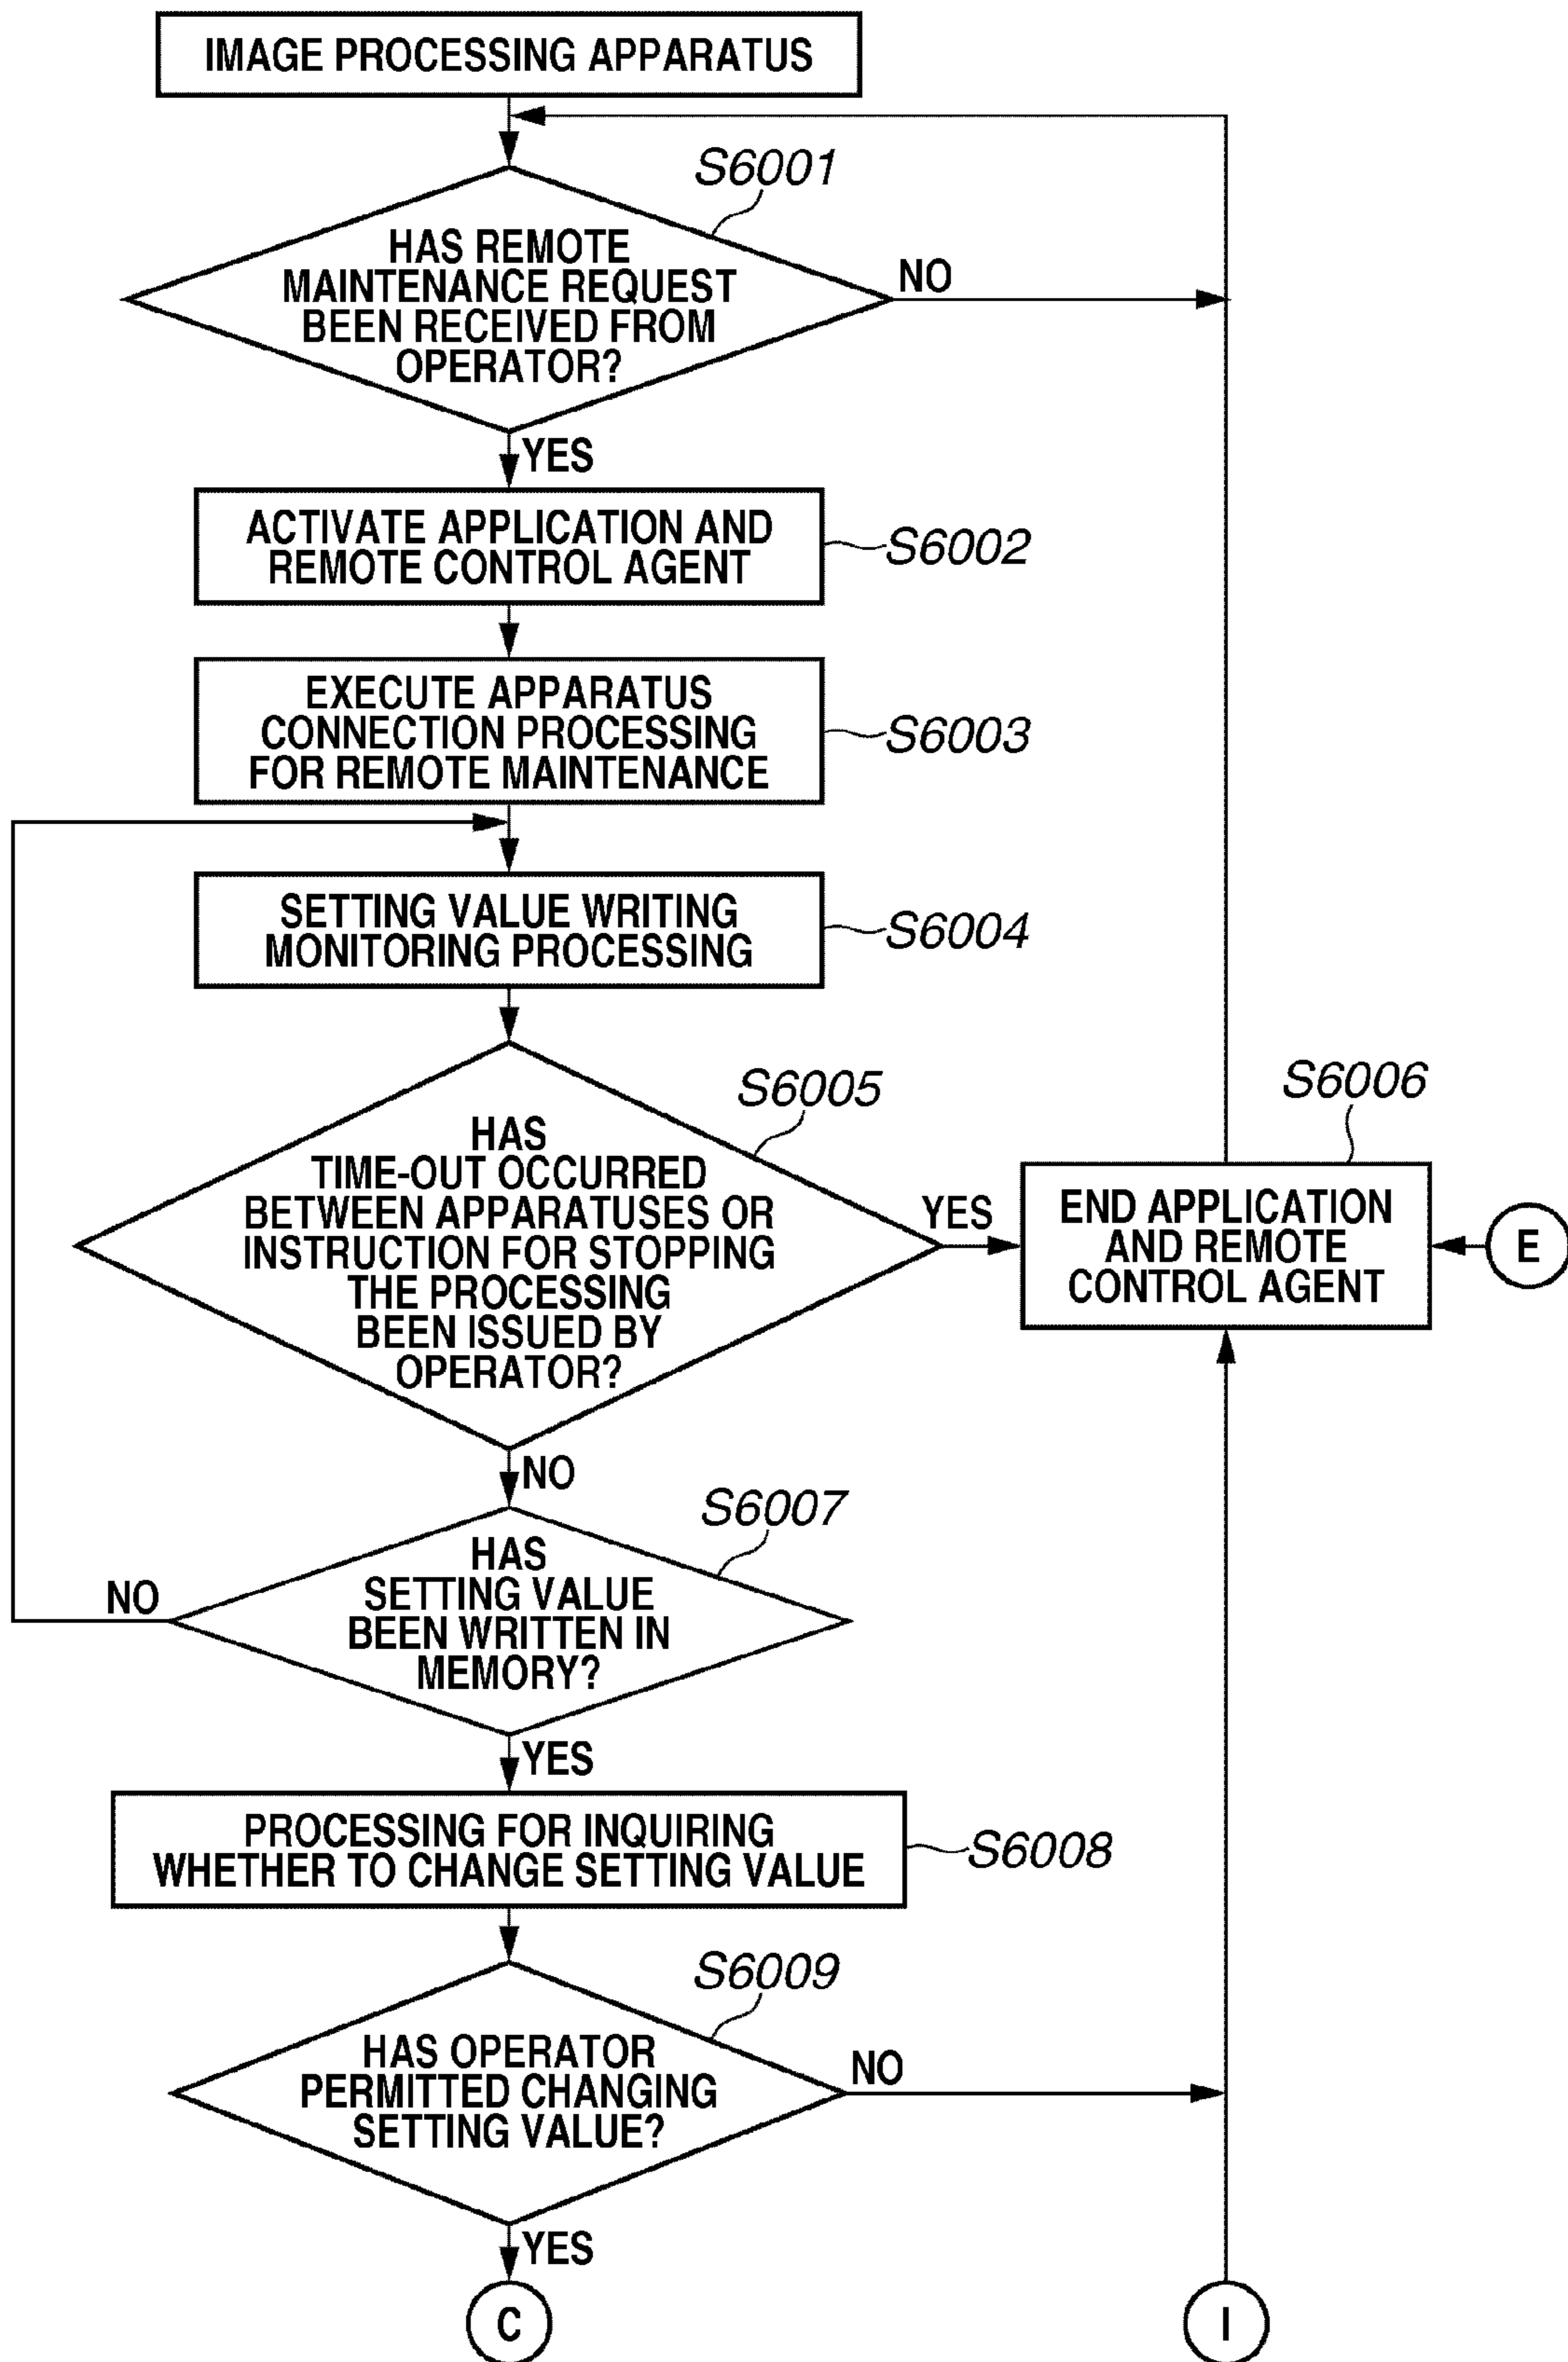 IMAGE PROCESSING APPARATUS
S6001
HAS REMOTE
MAINTENANCE REQUEST
BEEN RECEIVED FROM
OPERATOR?
NO
YES
ACTIVATE APPLICATION AND
REMOTE CONTROL AGENT
S6002
EXECUTE APPARATUS
CONNECTION PROCESSING
FOR REMOTE MAINTENANCE
S6003
SETTING VALUE WRITING
MONITORING PROCESSING
S6004
S6005
HAS
TIME-OUT OCCURRED
BETWEEN APPARATUSES OR
INSTRUCTION FOR STOPPING
THE PROCESSING
BEEN ISSUED BY
OPERATOR?
YES
S6006
END APPLICATION
AND REMOTE
CONTROL AGENT
E
NO
S6007
HAS
SETTING VALUE
BEEN WRITTEN IN
MEMORY?
NO
YES
PROCESSING FOR INQUIRING
WHETHER TO CHANGE SETTING VALUE
S6008
S6009
HAS OPERATOR
PERMITTED CHANGING
SETTING VALUE?
NO
YES
C
I